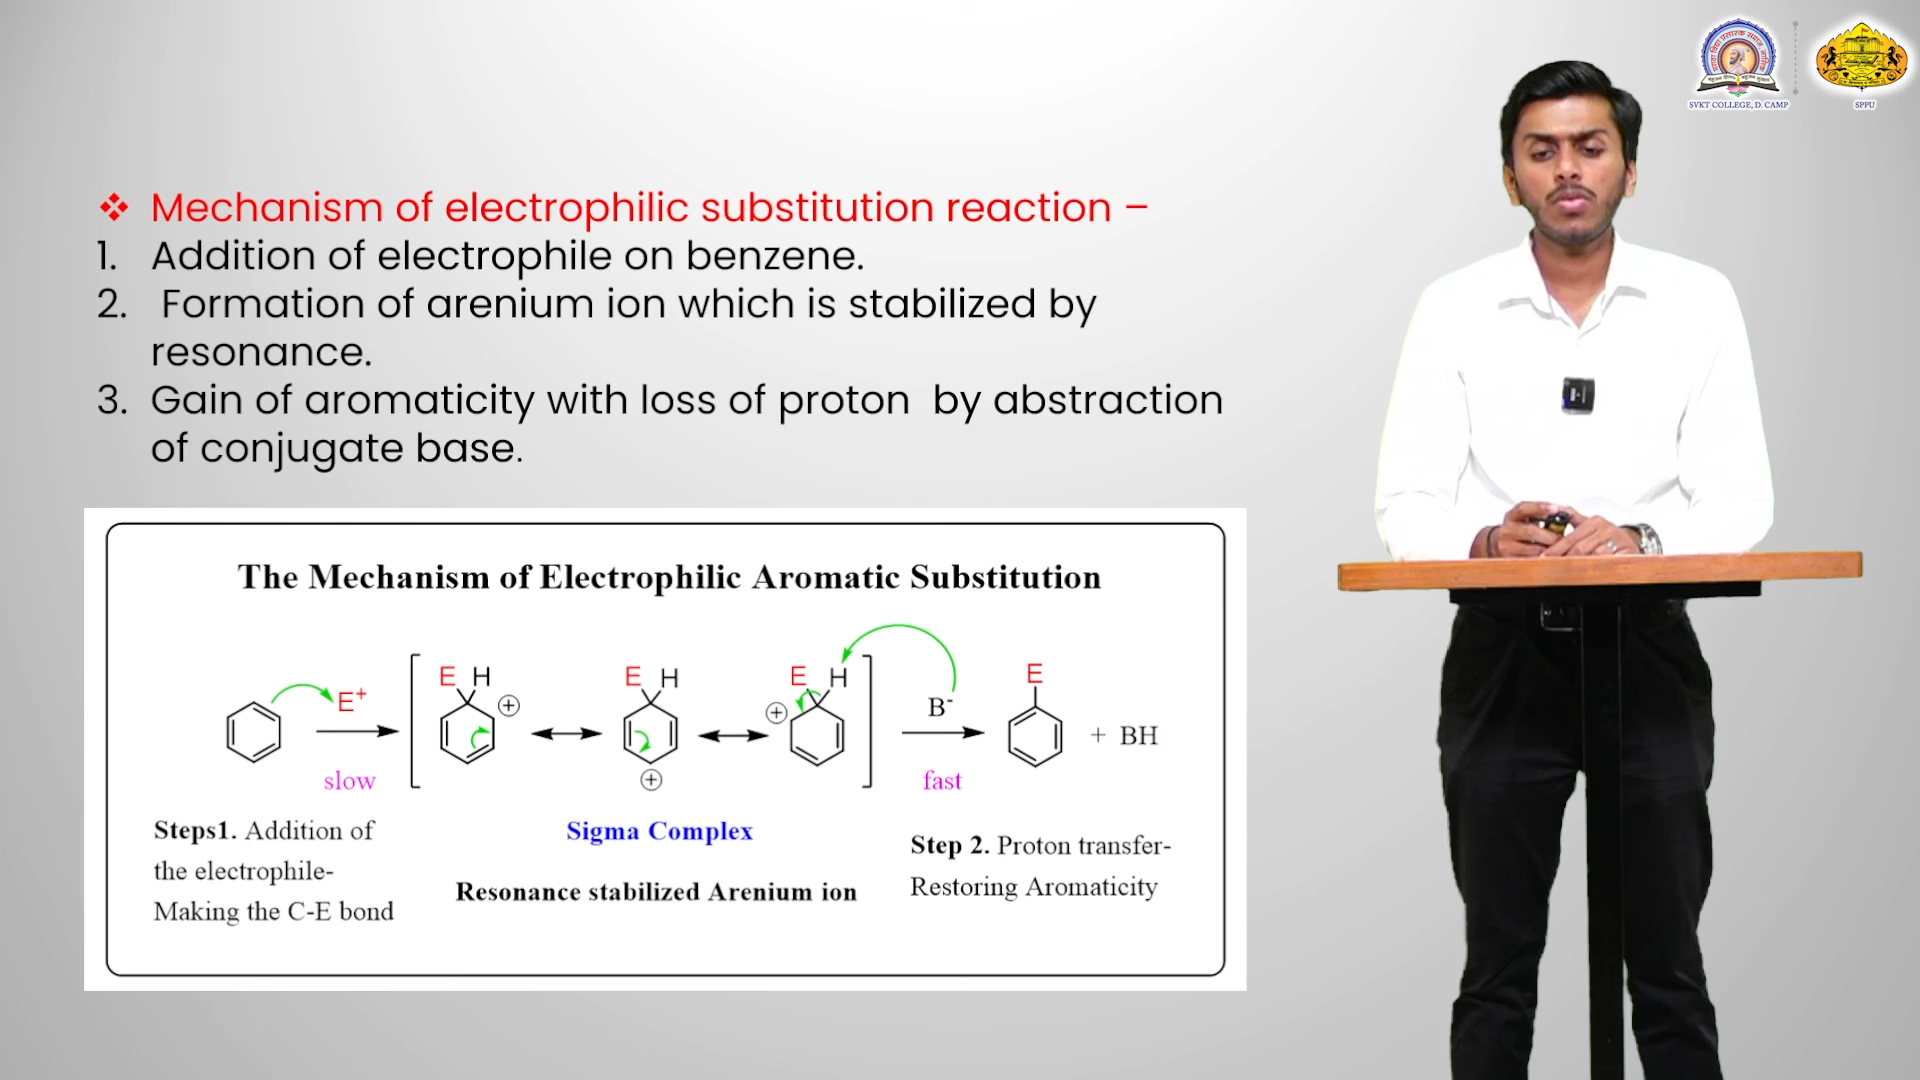 SVKT COLLEGE, D. CAMP
SPPU
❖ Mechanism of electrophilic substitution reaction –
1. Addition of electrophile on benzene.
2. Formation of arenium ion which is stabilized by
resonance.
3. Gain of aromaticity with loss of proton by abstraction
of conjugate base.
The Mechanism of Electrophilic Aromatic Substitution
E H E H E H E
E+ ⊕ ⊕ B-
+ BH
slow ⊕ fast
Steps1. Addition of
the electrophile-
Making the C-E bond
Sigma Complex
Resonance stabilized Arenium ion
Step 2. Proton transfer-
Restoring Aromaticity